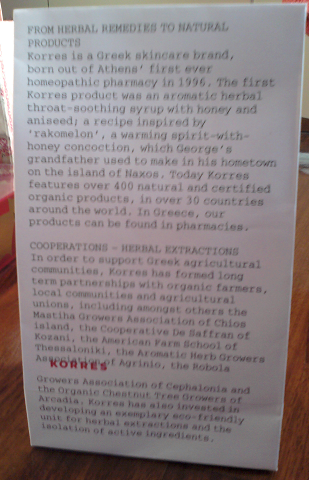 FROM HERBAL REMEDIES TO NATURAL
PRODUCTS
Korres is a Greek skincare brand,
born out of Athens' first ever
homeopathic pharmacy in 1996. The first
Korres product was an aromatic herbal
throat-soothing syrup with honey and
aniseed; a recipe inspired by
'rakomelon', a warming spirit-with-
honey concoction, which George's
grandfather used to make in his hometown
on the island of Naxos. Today Korres
features over 400 natural and certified
organic products, in over 30 countries
around the world. In Greece, our
products can be found in pharmacies.
COOPERATIONS - HERBAL EXTRACTIONS
In order to support Greek agricultural
communities, Korres has formed long
term partnerships with organic farmers,
local communities and agricultural
unions, including amongst others the
Mastiha Growers Association of Chios
island, the Cooperative De Saffran of
Kozani, the American Farm School of
Thessaloniki, the Aromatic Herb Growers
Association of Agrinio, the Robola
KORRES
Growers Association of Cephalonia and
the Organic Chestnut Tree Growers of
Arcadia. Korres has also invested in
developing an exemplary eco-friendly
unit for herbal extractions and the
isolation of active ingredients.